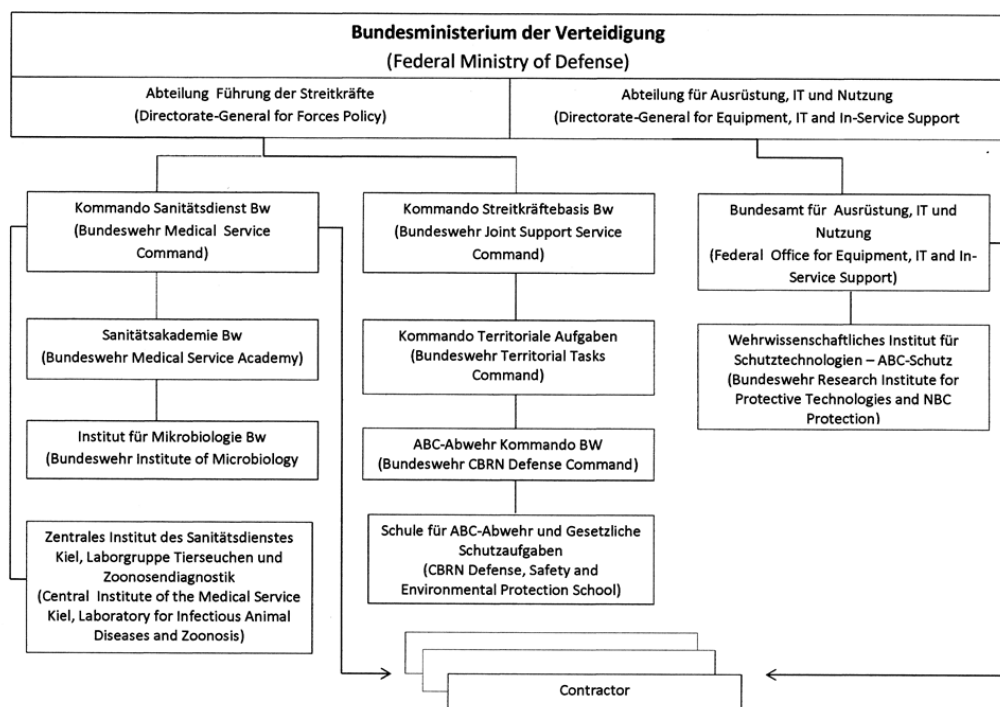 Bundesministerium der Verteidigung
(Federal Ministry of Defense)
Abteilung Führung der Streitkräfte
(Directorate-General for Forces Policy)
Abteilung für Ausrüstung, IT und Nutzung
(Directorate-General for Equipment, IT and In-Service Support
Kommando Sanitätsdienst Bw
(Bundeswehr Medical Service
Command)
Kommando Streitkräftebasis Bw
(Bundeswehr Joint Support Service
Command)
Bundesamt für Ausrüstung, IT und
Nutzung
(Federal Office for Equipment, IT and In-
Service Support)
Sanitätsakademie Bw
(Bundeswehr Medical Service Academy)
Kommando Territoriale Aufgaben
(Bundeswehr Territorial Tasks
Command)
Wehrwissenschaftliches Institut für
Schutztechnologien – ABC-Schutz
(Bundeswehr Research Institute for
Protective Technologies and NBC
Protection)
Institut für Mikrobiologie Bw
(Bundeswehr Institute of Microbiology
ABC-Abwehr Kommando BW
(Bundeswehr CBRN Defense Command)
Zentrales Institut des Sanitätsdienstes
Kiel, Laborgruppe Tierseuchen und
Zoonosendiagnostik
(Central Institute of the Medical Service
Kiel, Laboratory for Infectious Animal
Diseases and Zoonosis)
Schule für ABC-Abwehr und Gesetzliche
Schutzaufgaben
(CBRN Defense, Safety and
Environmental Protection School)
Contractor